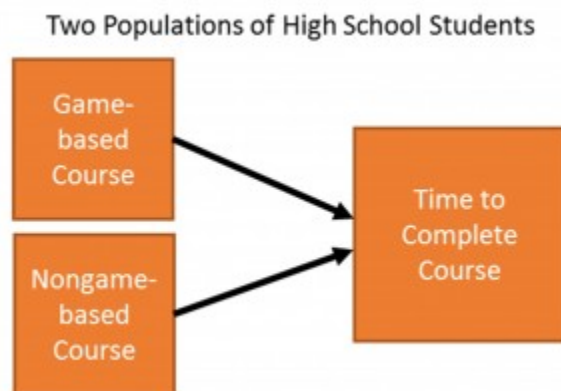 Two Populations of High School Students
Game-
based
Course
Nongame-
based
Course
Time to
Complete
Course